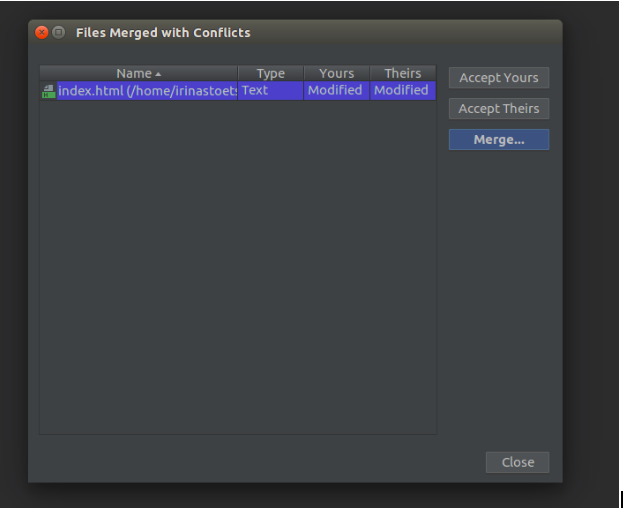 Files Merged with Conflicts
Name Type Yours Theirs
index.html (/home/irinastoets Text Modified Modified
Accept Yours
Accept Theirs
Merge...
Close